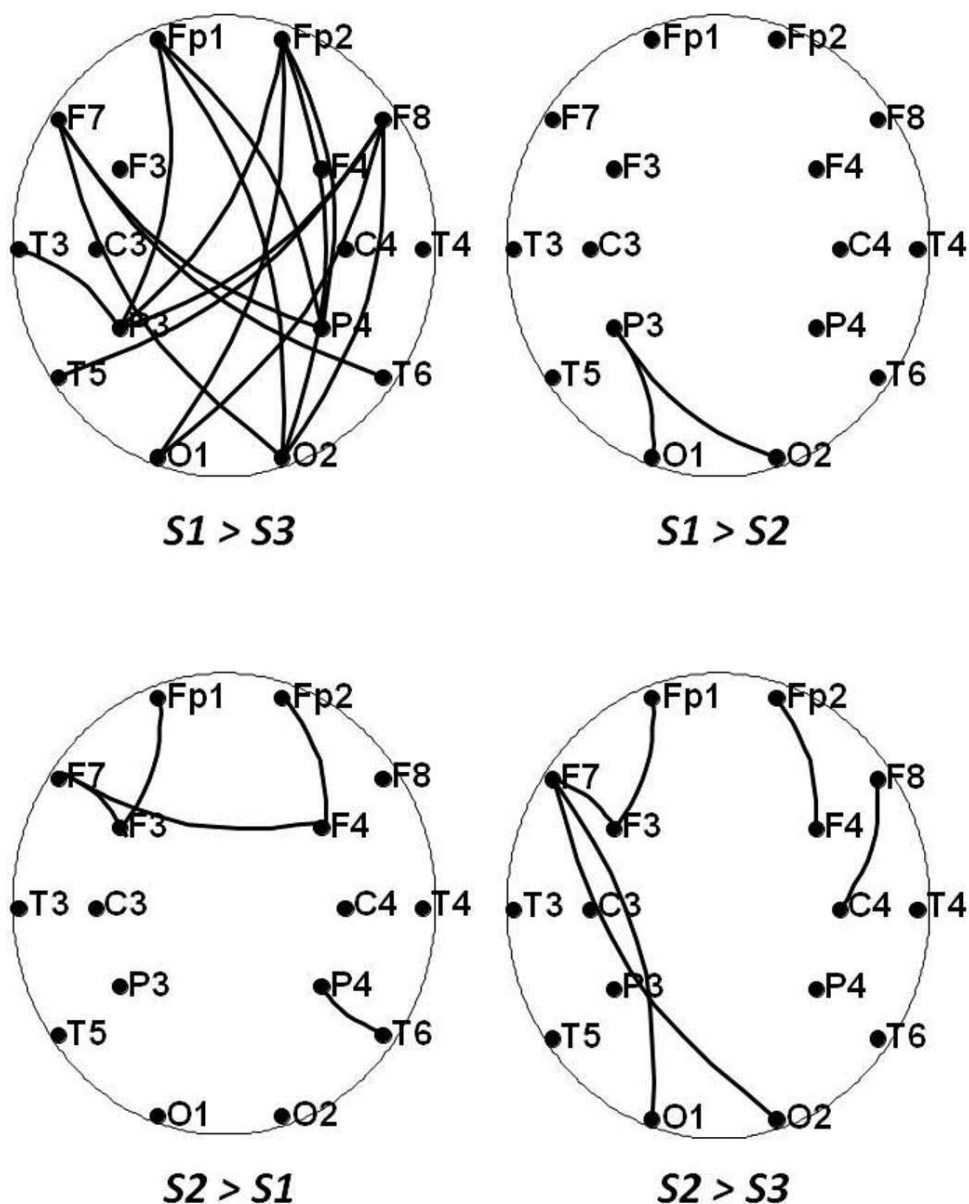 Fp1 Fp2 Fp1 Fp2
F7 F8 F7 F8
F3 F4 F3 F4
T3 C3 C4 T4 T3 C3 C4 T4
P3 P4 P3 P4
T5 T6 T5 T6
O1 O2 O1 O2
S1 > S3 S1 > S2
Fp1 Fp2 Fp1 Fp2
F7 F8 F7 F8
F3 F4 F3 F4
T3 C3 C4 T4 T3 C3 C4 T4
P3 P4 P3 P4
T5 T6 T5 T6
O1 O2 O1 O2
S2 > S1 S2 > S3